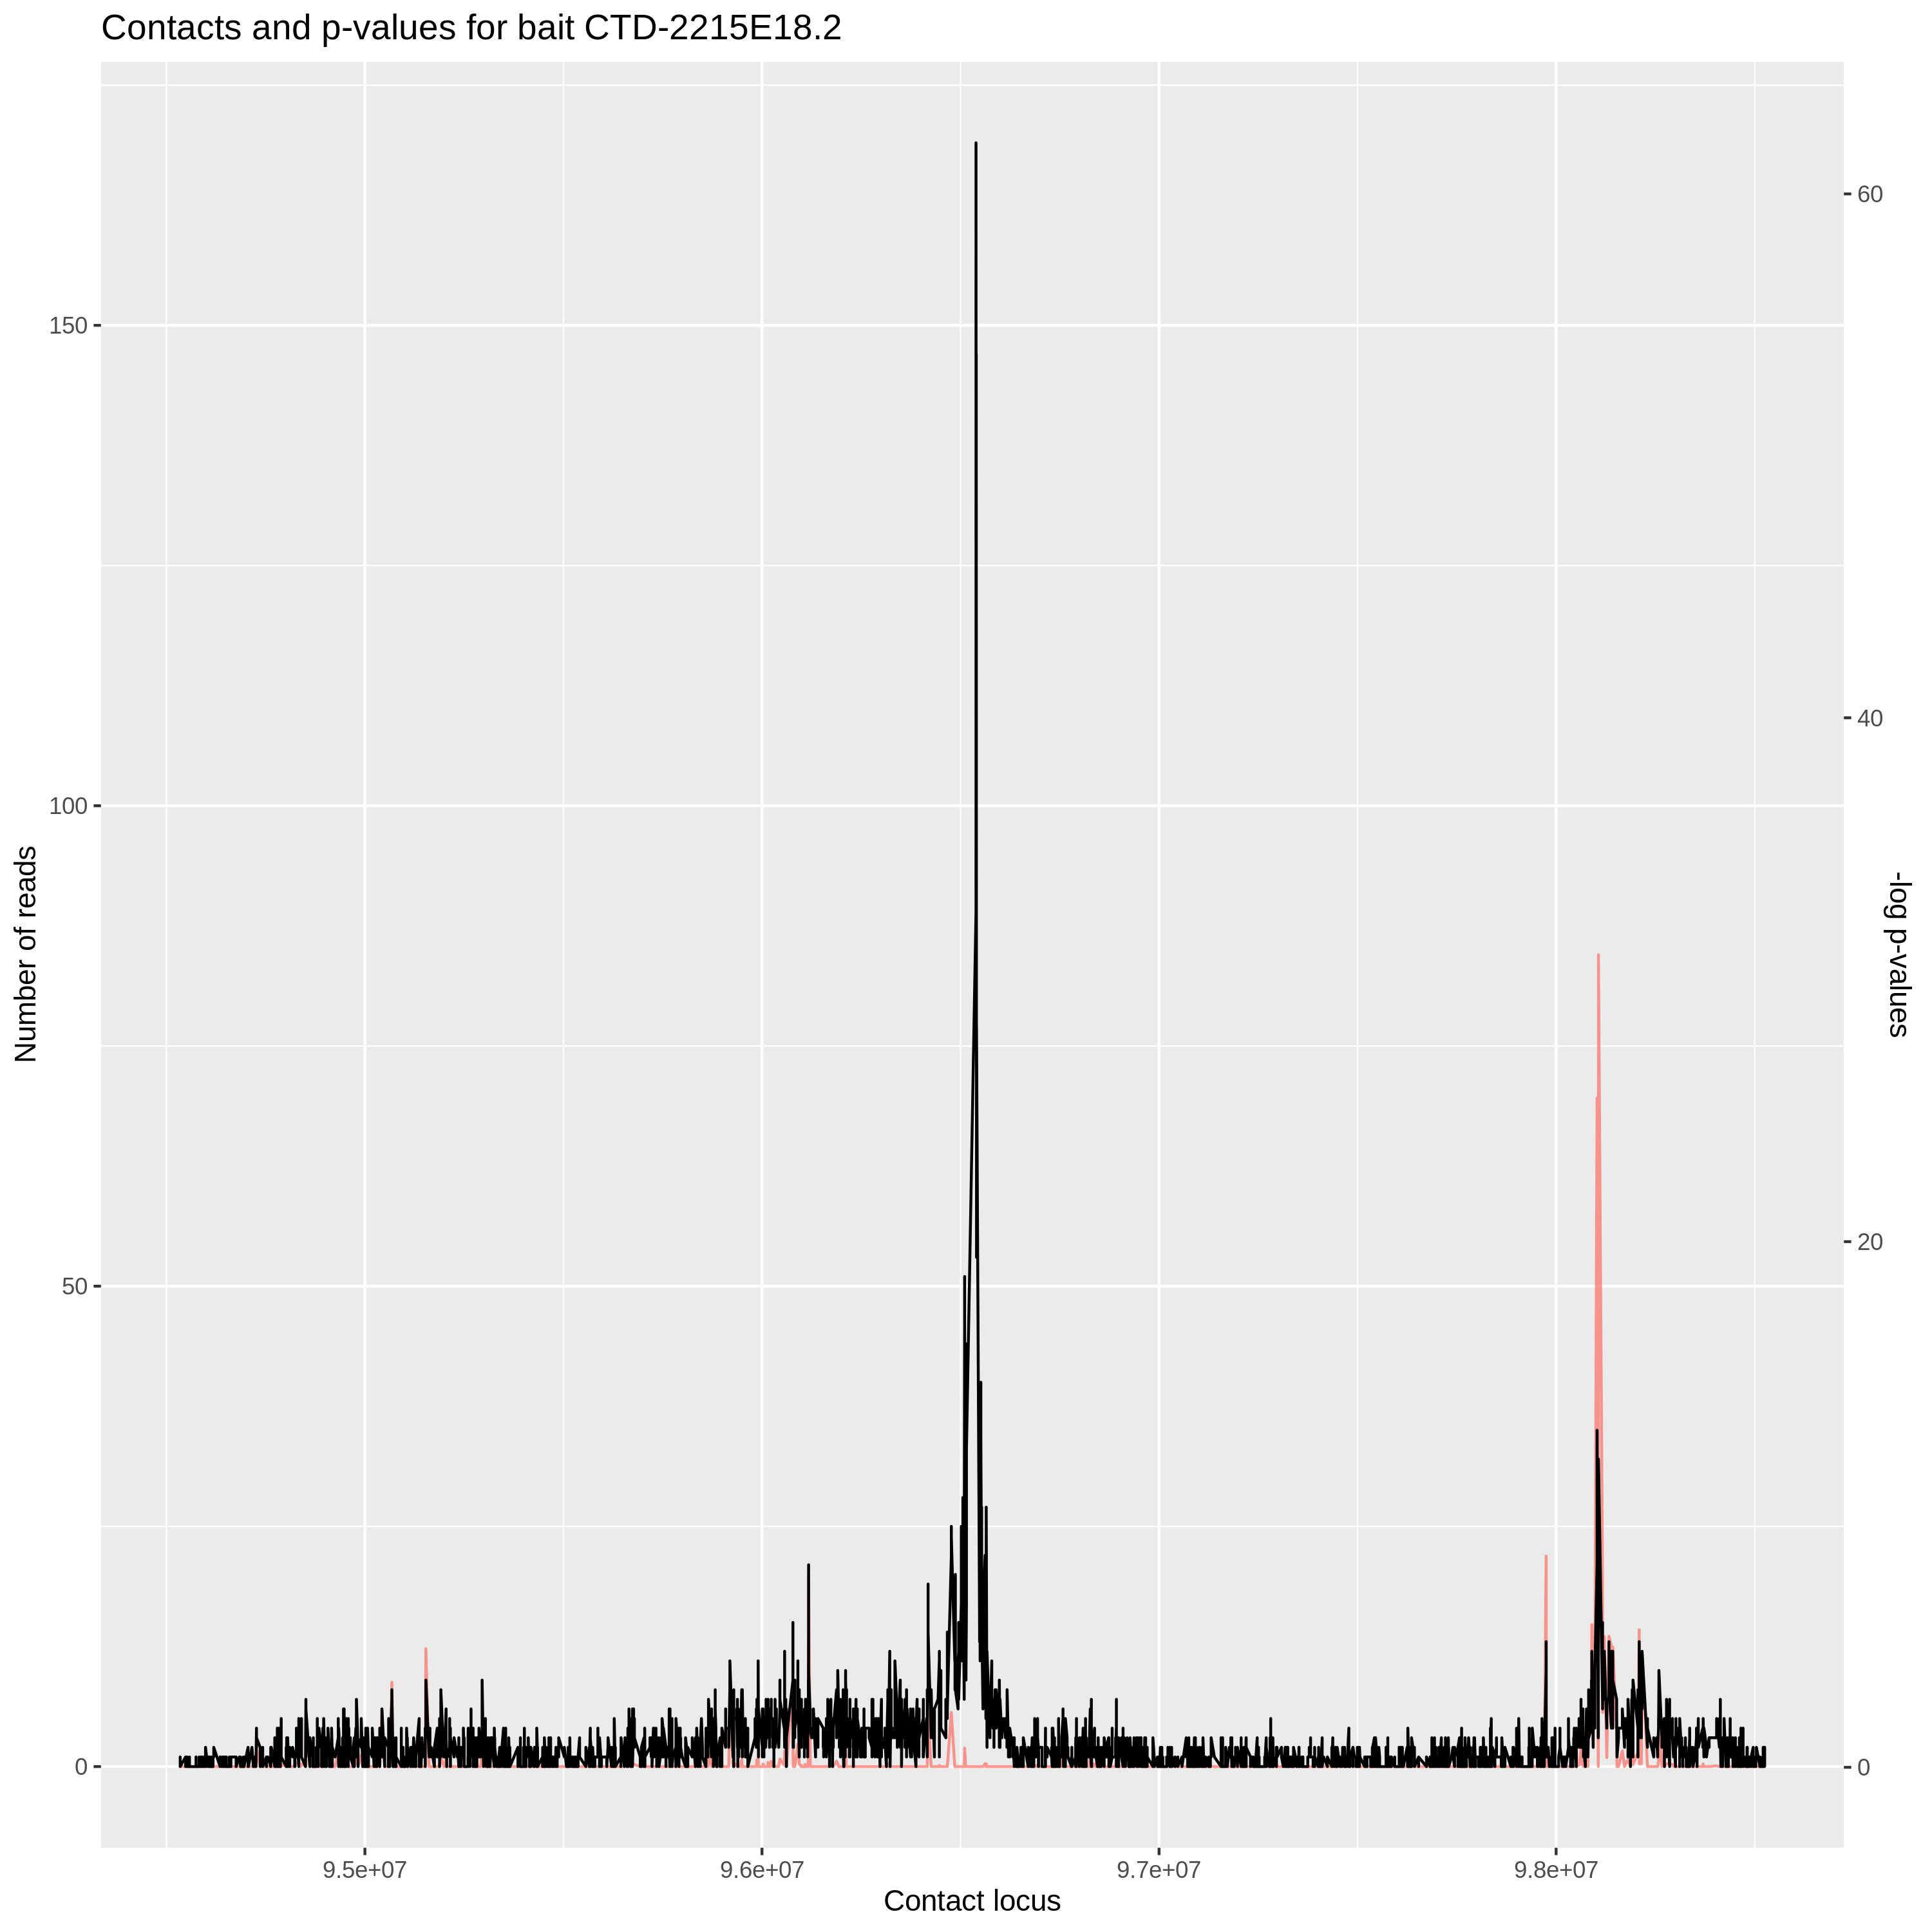 Contacts and p-values for bait CTD-2215E18.2
150
100
50
0
Number of reads
60
40
20
0
-log p-values
9.5e+07
9.6e+07
9.7e+07
9.8e+07
Contact locus